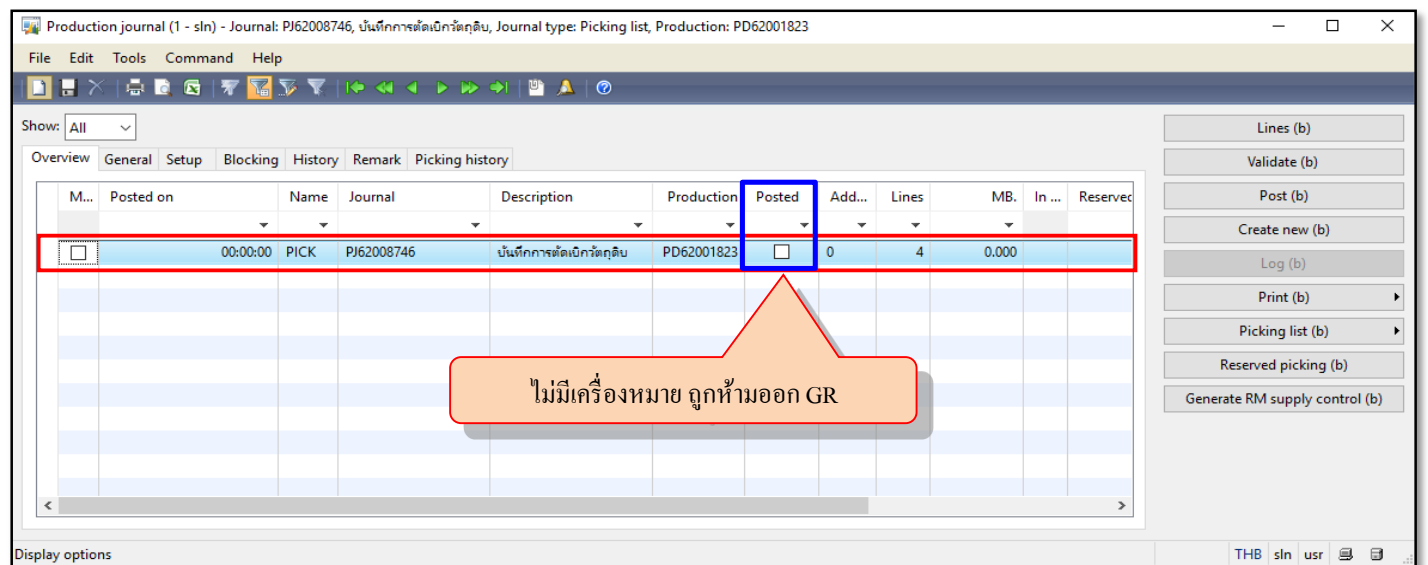 Production journal (1 - sln) - Journal: PJ62008746, บันทึกการตัดเบิกวัตถุดิบ, Journal type: Picking list, Production: PD62001823
File Edit Tools Command Help
Show: All
Lines (b)
Overview General Setup Blocking History Remark Picking history
Validate (b)
M... Posted on Name Journal Description Production Posted Add... Lines MB. In ... Reserved
Post (b)
Create new (b)
00:00:00 PICK PJ62008746 บันทึกการตัดเบิกวัตถุดิบ PD62001823 0 4 0.000
Log (b)
Print (b)
Picking list (b)
Reserved picking (b)
ไม่มีเครื่องหมาย ถูกห้ามออก GR
Generate RM supply control (b)
Display options
THB sln usr